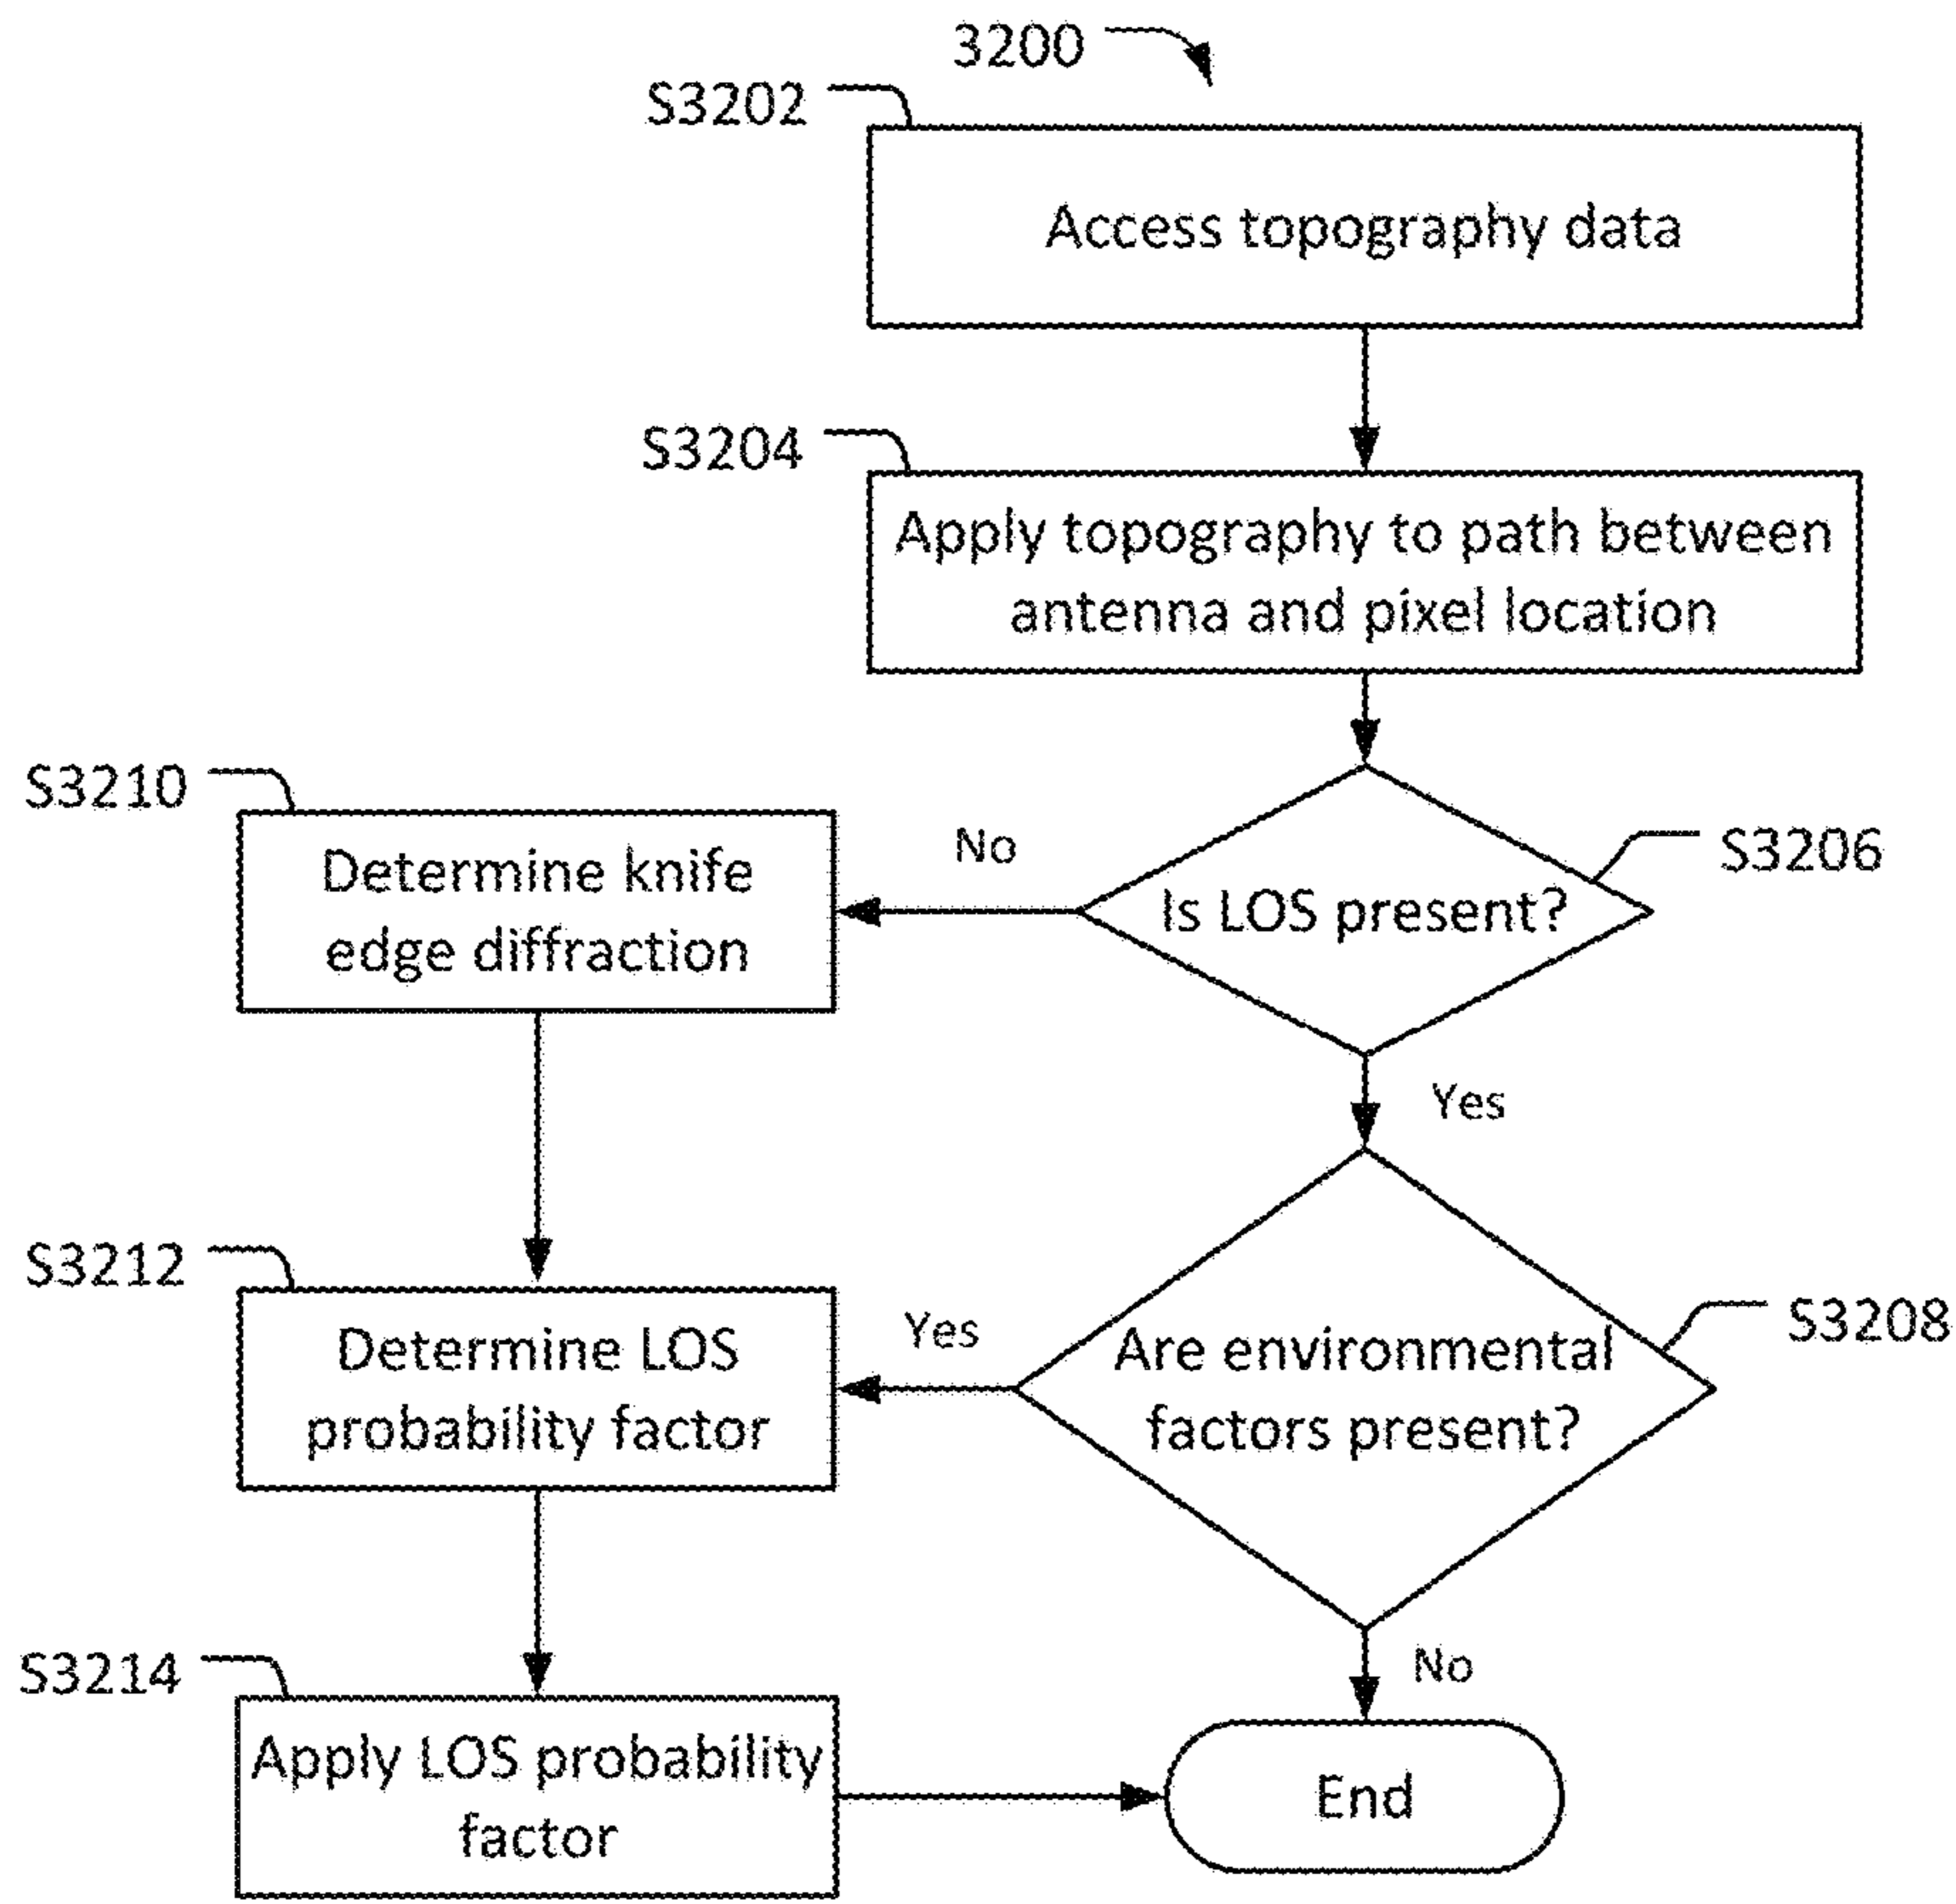 3200
S3202
Access topography data
S3204
Apply topography to path between
antenna and pixel location
S3210
Determine knife
edge diffraction
No
Is LOS present?
S3206
Yes
S3212
Determine LOS
probability factor
Yes
Are environmental
factors present?
S3208
No
S3214
Apply LOS probability
factor
End